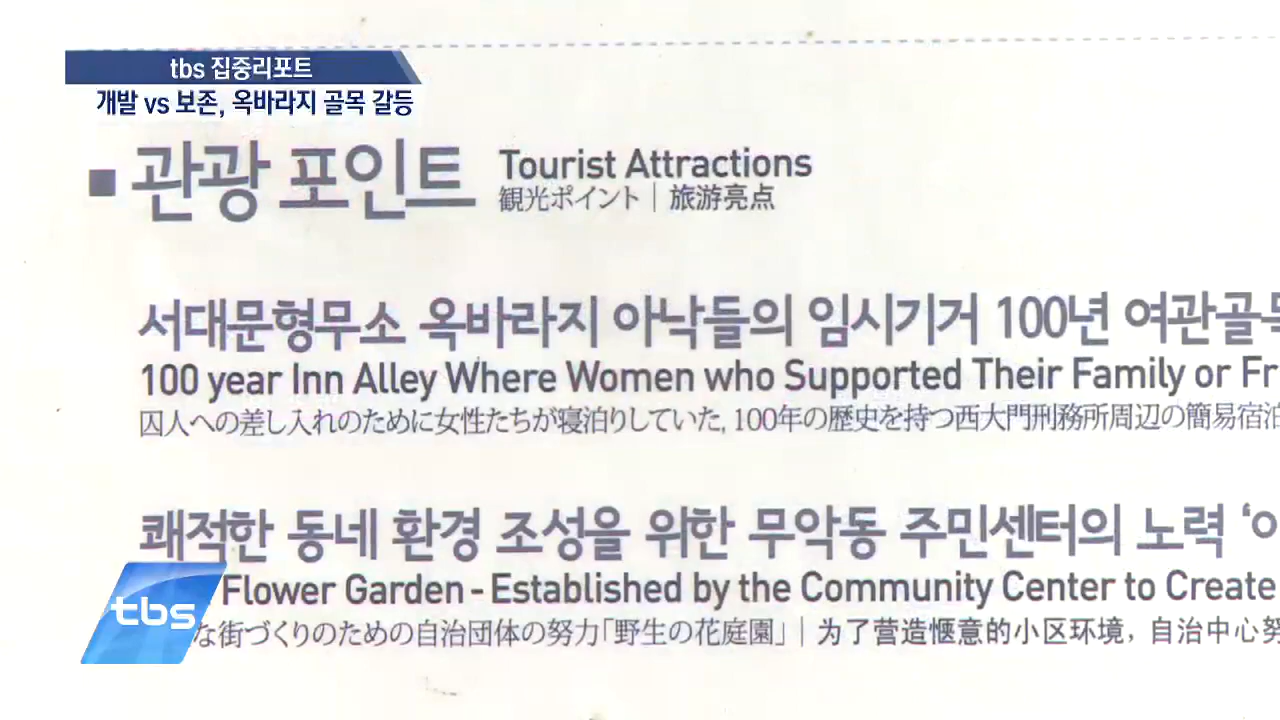 tbs 집중리포트
개발 vs 보존, 옥바라지 골목 갈등
■ 관광 포인트 Tourist Attractions
観光ポイント | 旅游亮点
서대문형무소 옥바라지 아낙들의 임시기거 100년 여관골목
100 year Inn Alley Where Women who Supported Their Family or Fr
囚人への差し入れのために女性たちが寝泊りしていた, 100年の歴史を持つ西大門刑務所周辺の簡易宿泊
쾌적한 동네 환경 조성을 위한 무악동 주민센터의 노력 ‘
Flower Garden - Established by the Community Center to Create
な街づくりのための自治団体の努力「野生の花庭園」 | 为了营造惬意的小区环境, 自治中心努
tbs